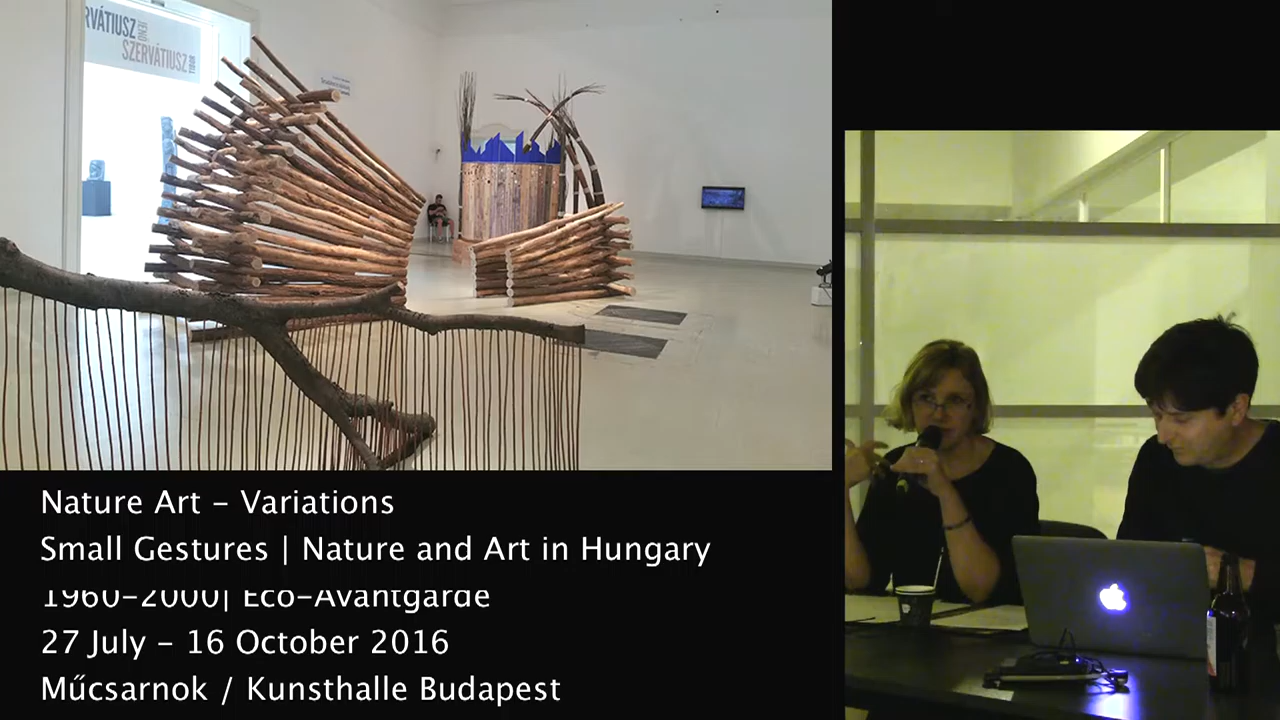 SZERVÁTIUSZ
TIBOR
Nature Art – Variations
Small Gestures | Nature and Art in Hungary
1960–2000| Eco–Avantgarde
27 July – 16 October 2016
Műcsarnok / Kunsthalle Budapest